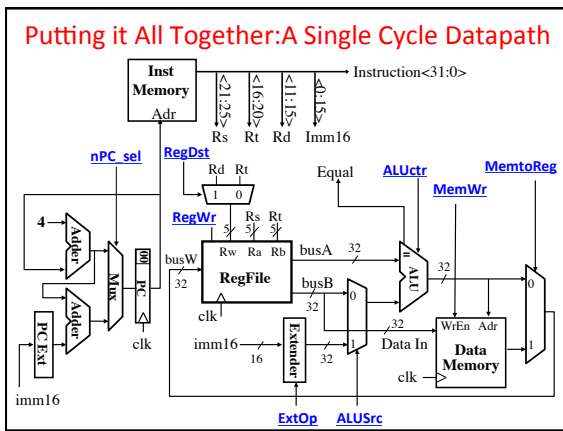 Putting it All Together:A Single Cycle Datapath
Inst
Memory
Adr
Instruction<31:0>
<21:25>
<16:20>
<11:15>
<0:15>
Rs
Rt
Rd
Imm16
nPC_sel
RegDst
Rd
Rt
1
0
Equal
ALUctr
MemWr
MemtoReg
4
Adder
Mux
00
PC
clk
Adder
PC Ext
imm16
RegWr
Rs
Rt
5
5
5
busW
32
Rw
Ra
Rb
RegFile
clk
busA
32
busB
32
=
ALU
32
0
1
0
1
imm16
16
Extender
32
32
Data In
WrEn
Adr
Data
Memory
clk
ExtOp
ALUSrc